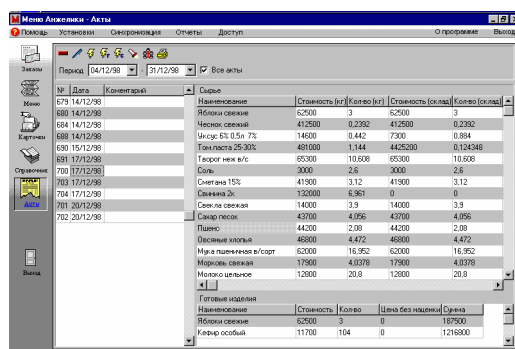 Меню Анжелики - Акты
Помощь Установки Синхронизация Отчеты Доступ О программе Выход
Заказы
Меню
Карточки
Справочник
Акты
Выход
Период 04/12/98 - 31/12/98 Все акты
№ Дата Коментарий
679 14/12/98
680 14/12/98
682 14/12/98
688 14/12/98
690 15/12/98
691 17/12/98
700 17/12/98
703 17/12/98
704 17/12/98
701 20/12/98
702 20/12/98
Сырье
Наименование Стоимость (кг) Кол-во (кг) Стоимость (склад) Кол-во (склад)
Яблоки свежие 62500 3 62500 3
Чеснок свежий 412500 0,2392 412500 0,2392
Уксус 6% 0,5л 7% 14600 0,442 7300 0,884
Том.паста 25-30% 481000 1,144 4425200 0,124348
Творог неж в/с 65300 10,608 65300 10,608
Соль 3000 2,6 3000 2,6
Сметана 15% 41900 3,12 41900 3,12
Свинина 2к 132000 6,961 0 0
Свекла свежая 14000 3,9 14000 3,9
Сахар песок 43700 4,056 43700 4,056
Пшено 44200 2,08 44200 2,08
Овсяные хлопья 46800 4,472 46800 4,472
Мука пшеничная в/сорт 62000 16,952 62000 16,952
Морковь свежая 17900 4,0378 17900 4,0378
Молоко цельное 12800 20,8 12800 20,8
Готовые изделия
Наименование Стоимость Кол-во Цена без наценки Сумма
Яблоки свежие 62500 3 0 187500
Кефир особый 11700 104 0 1216800